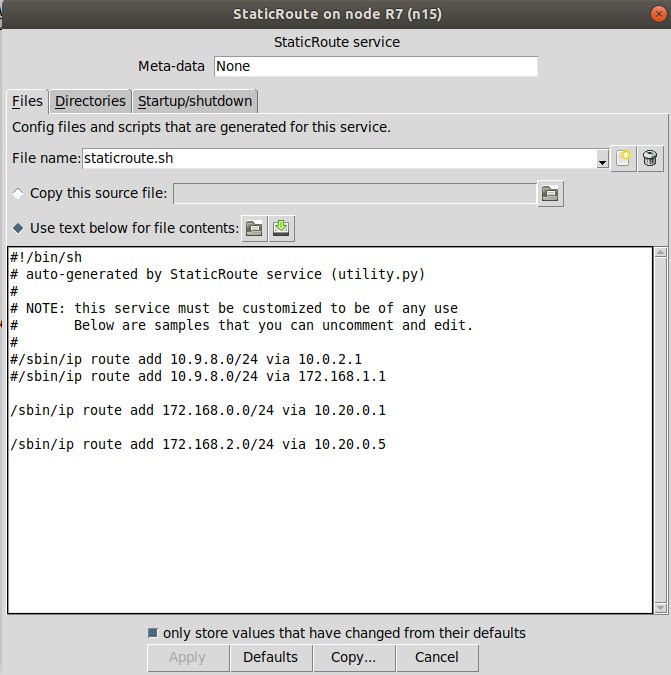 StaticRoute on node R7 (n15)
StaticRoute service
Meta-data None
Files Directories Startup/shutdown
Config files and scripts that are generated for this service.
File name: staticroute.sh
Copy this source file:
Use text below for file contents:
#!/bin/sh
# auto-generated by StaticRoute service (utility.py)
#
# NOTE: this service must be customized to be of any use
#       Below are samples that you can uncomment and edit.
#
#/sbin/ip route add 10.9.8.0/24 via 10.0.2.1
#/sbin/ip route add 10.9.8.0/24 via 172.168.1.1
/sbin/ip route add 172.168.0.0/24 via 10.20.0.1
/sbin/ip route add 172.168.2.0/24 via 10.20.0.5
only store values that have changed from their defaults
Apply Defaults Copy... Cancel